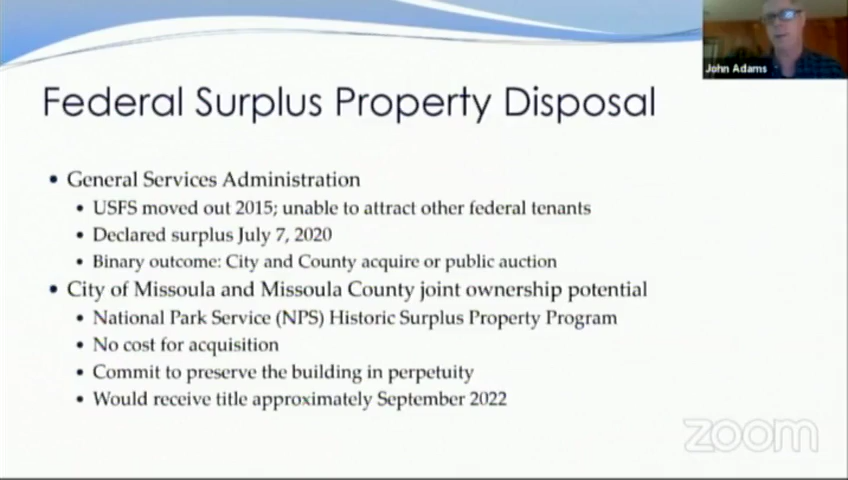 John Adams
Federal Surplus Property Disposal
• General Services Administration
• USFS moved out 2015; unable to attract other federal tenants
• Declared surplus July 7, 2020
• Binary outcome: City and County acquire or public auction
• City of Missoula and Missoula County joint ownership potential
• National Park Service (NPS) Historic Surplus Property Program
• No cost for acquisition
• Commit to preserve the building in perpetuity
• Would receive title approximately September 2022
zoom